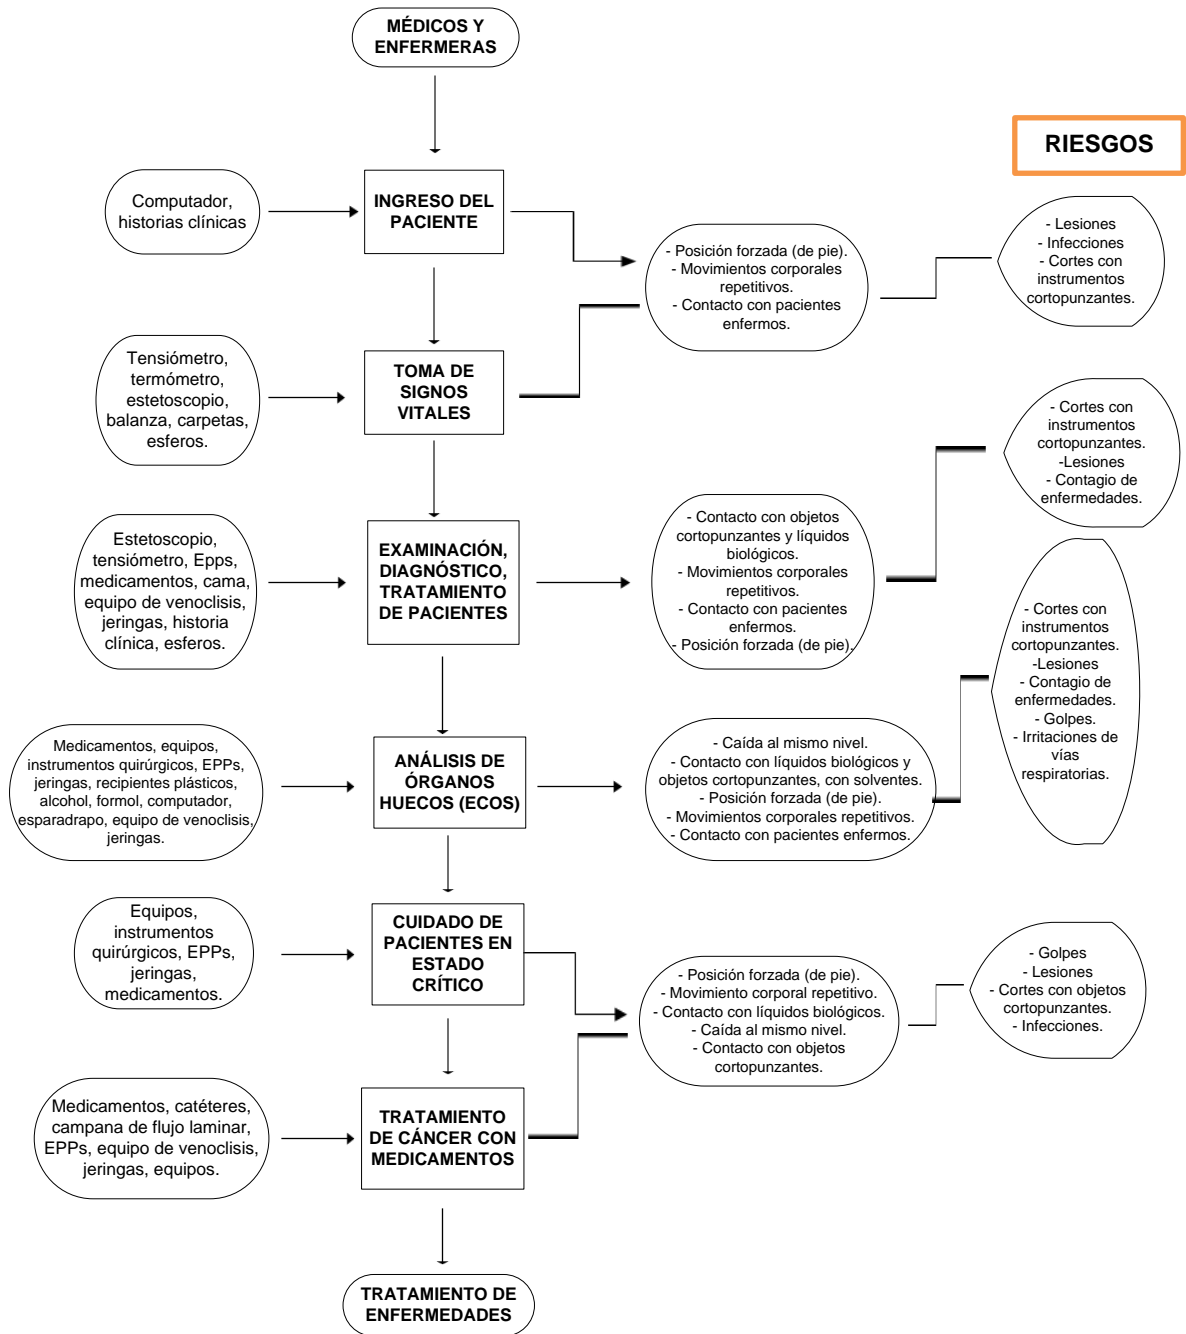 MÉDICOS Y
ENFERMERAS
RIESGOS
Computador,
historias clínicas
INGRESO DEL
PACIENTE
- Posición forzada (de pie).
- Movimientos corporales
repetitivos.
- Contacto con pacientes
enfermos.
- Lesiones
- Infecciones
- Cortes con
instrumentos
cortopunzantes.
Tensiómetro,
termómetro,
estetoscopio,
balanza, carpetas,
esferos.
TOMA DE
SIGNOS
VITALES
- Cortes con
instrumentos
cortopunzantes.
-Lesiones
- Contagio de
enfermedades.
Estetoscopio,
tensiómetro, Epps,
medicamentos, cama,
equipo de venoclisis,
jeringas, historia
clínica, esferos.
EXAMINACIÓN,
DIAGNÓSTICO,
TRATAMIENTO
DE PACIENTES
- Contacto con objetos
cortopunzantes y líquidos
biológicos.
- Movimientos corporales
repetitivos.
- Contacto con pacientes
enfermos.
- Posición forzada (de pie).
- Cortes con
instrumentos
cortopunzantes.
-Lesiones
- Contagio de
enfermedades.
- Golpes.
- Irritaciones de
vías
respiratorias.
Medicamentos, equipos,
instrumentos quirúrgicos, EPPs,
jeringas, recipientes plásticos,
alcohol, formol, computador,
esparadrapo, equipo de venoclisis,
jeringas.
ANÁLISIS DE
ÓRGANOS
HUECOS (ECOS)
- Caída al mismo nivel.
- Contacto con líquidos biológicos y
objetos cortopunzantes, con solventes.
- Posición forzada (de pie).
- Movimientos corporales repetitivos.
- Contacto con pacientes enfermos.
Equipos,
instrumentos
quirúrgicos, EPPs,
jeringas,
medicamentos.
CUIDADO DE
PACIENTES EN
ESTADO
CRÍTICO
- Posición forzada (de pie).
- Movimiento corporal repetitivo.
- Contacto con líquidos biológicos.
- Caída al mismo nivel.
- Contacto con objetos
cortopunzantes.
- Golpes
- Lesiones
- Cortes con objetos
cortopunzantes.
- Infecciones.
Medicamentos, catéteres,
campana de flujo laminar,
EPPs, equipo de venoclisis,
jeringas, equipos.
TRATAMIENTO
DE CÁNCER CON
MEDICAMENTOS
TRATAMIENTO DE
ENFERMEDADES